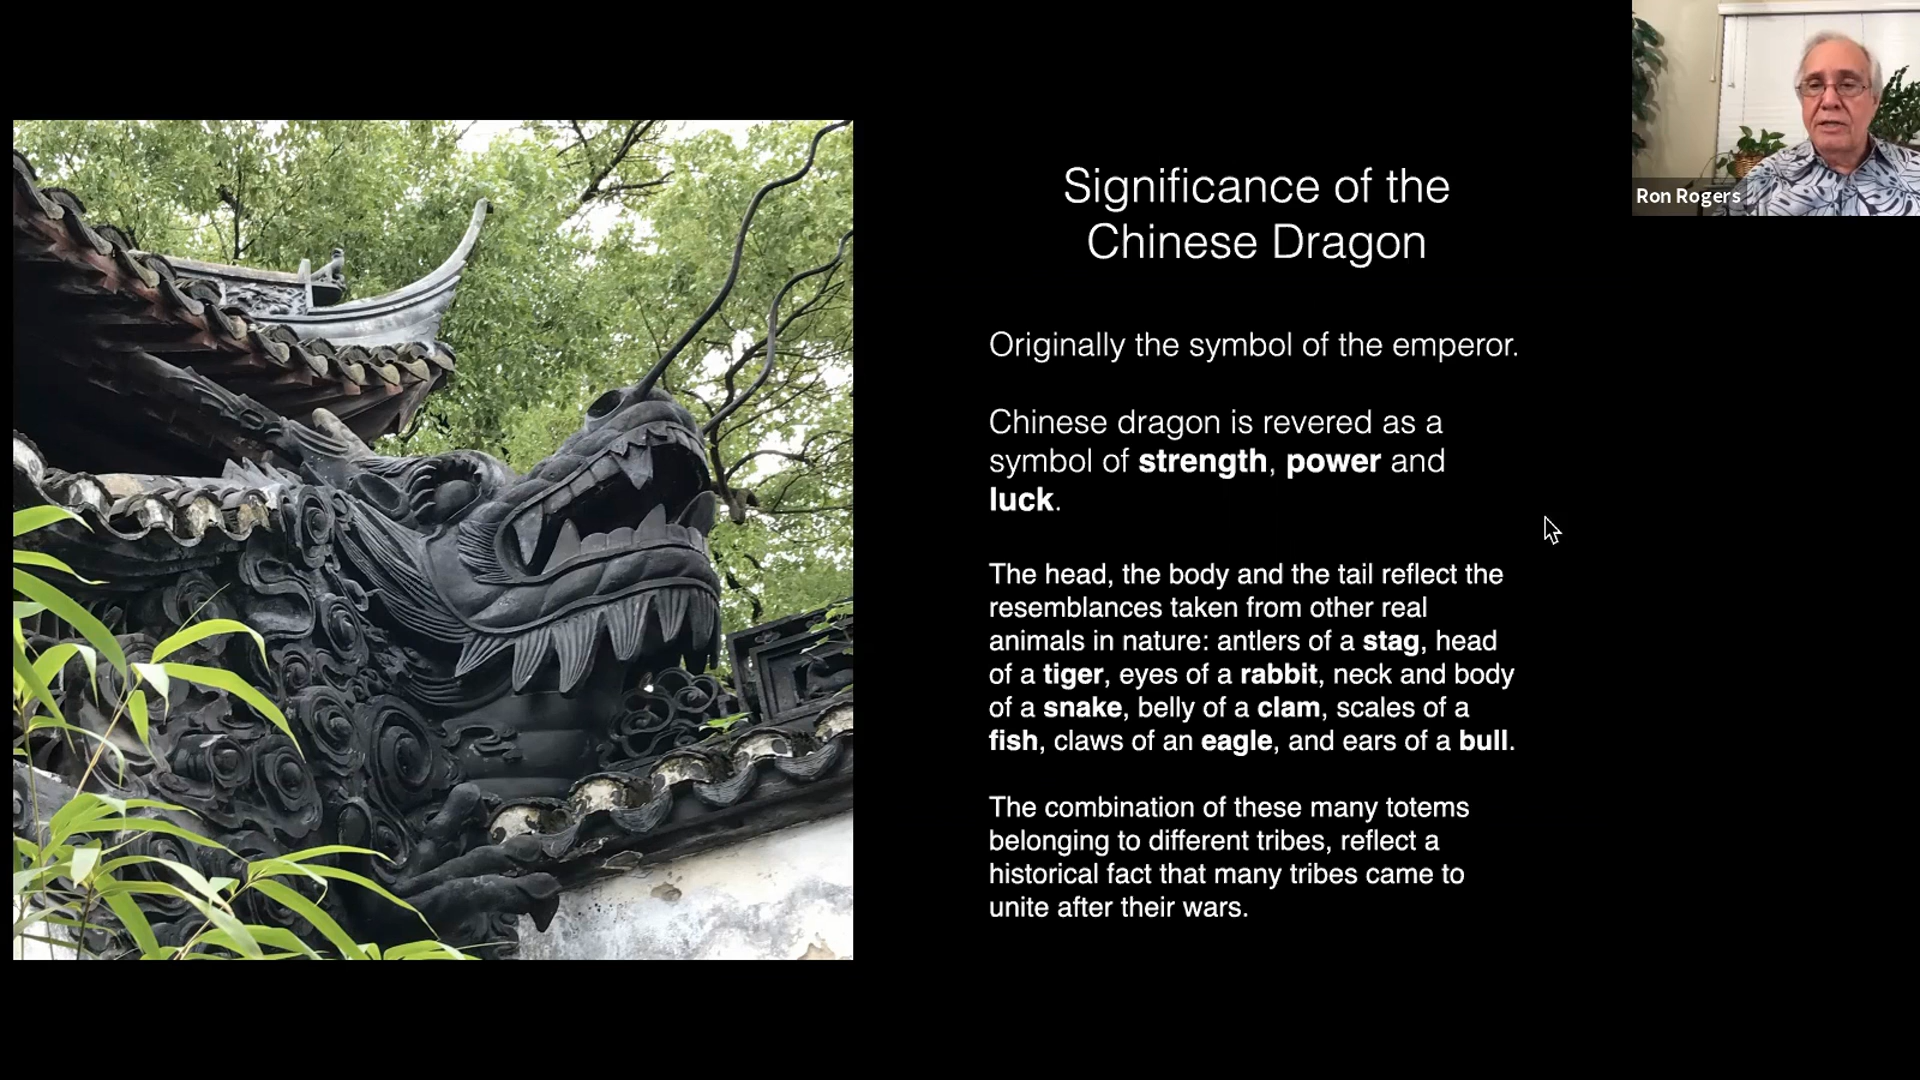 Significance of the
Chinese Dragon
Originally the symbol of the emperor.
Chinese dragon is revered as a
symbol of strength, power and
luck.
The head, the body and the tail reflect the
resemblances taken from other real
animals in nature: antlers of a stag, head
of a tiger, eyes of a rabbit, neck and body
of a snake, belly of a clam, scales of a
fish, claws of an eagle, and ears of a bull.
The combination of these many totems
belonging to different tribes, reflect a
historical fact that many tribes came to
unite after their wars.
Ron Rogers